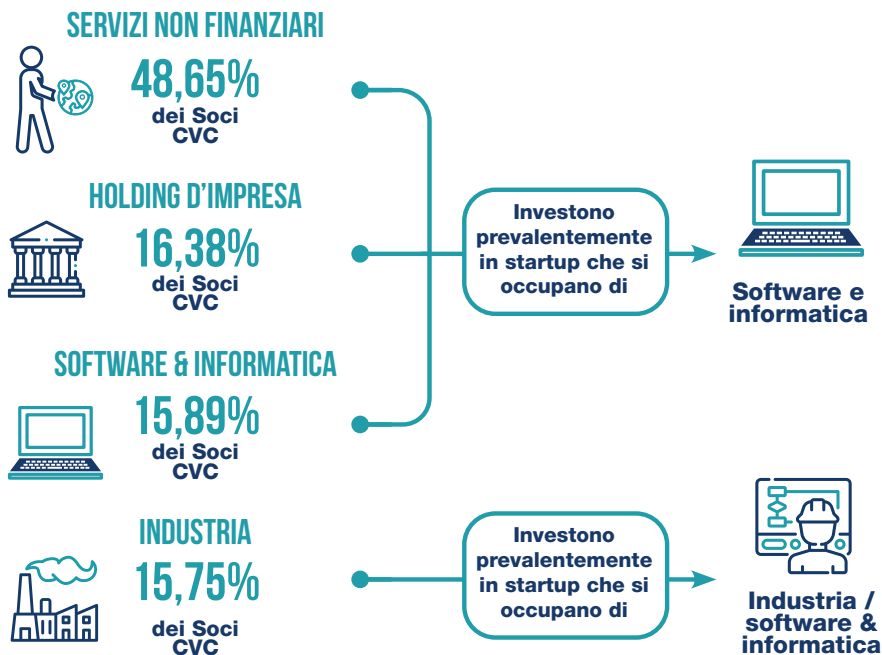 SERVIZI NON FINANZIARI
48,65%
dei Soci
CVC
HOLDING D'IMPRESA
16,38%
dei Soci
CVC
SOFTWARE & INFORMATICA
15,89%
dei Soci
CVC
Investono
prevalentemente
in startup che si
occupano di
Software e
informatica
INDUSTRIA
15,75%
dei Soci
CVC
Investono
prevalentemente
in startup che si
occupano di
Industria /
software &
informatica